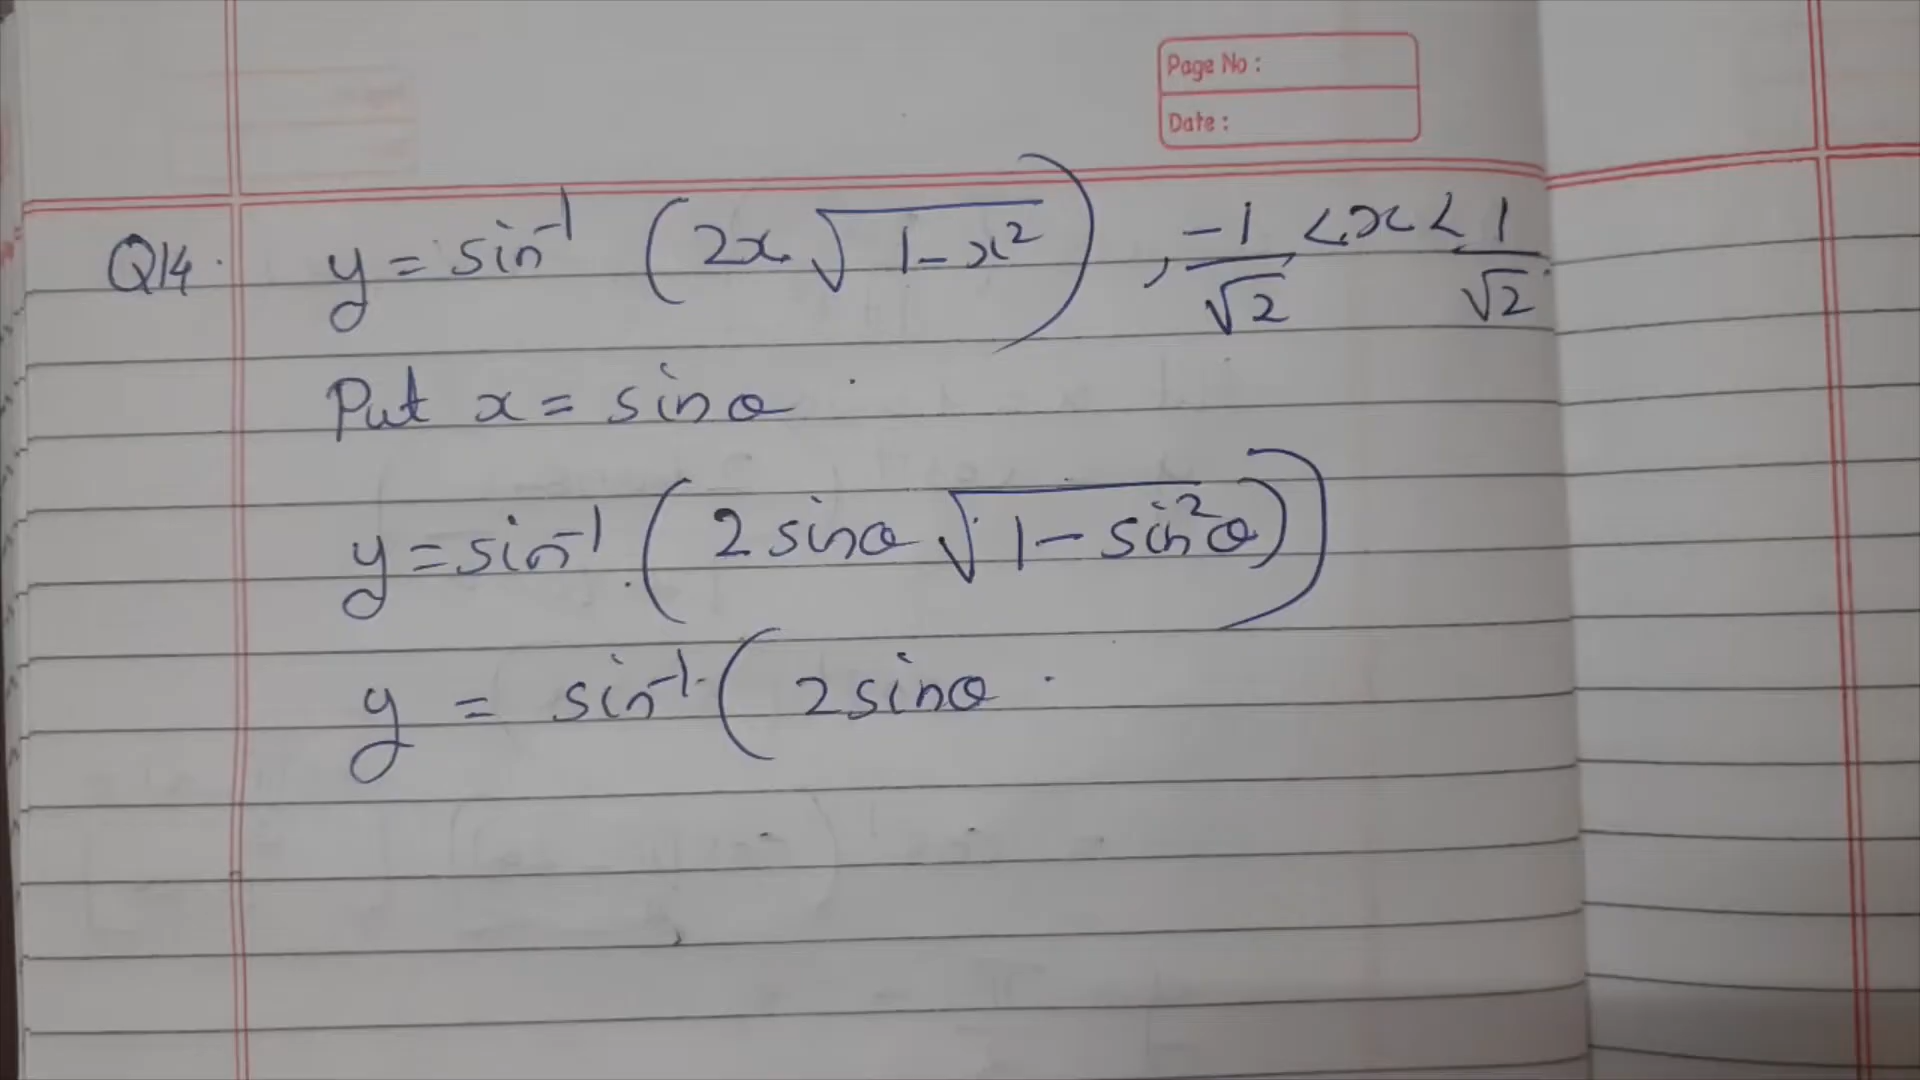 Page No :
Date :
Q14. y = sin⁻¹ (2x √(1-x²)) , -1/√2 < x < 1/√2
Put x = sinθ
y = sin⁻¹ (2 sinθ √(1 - sin²θ))
y = sin⁻¹ (2 sinθ